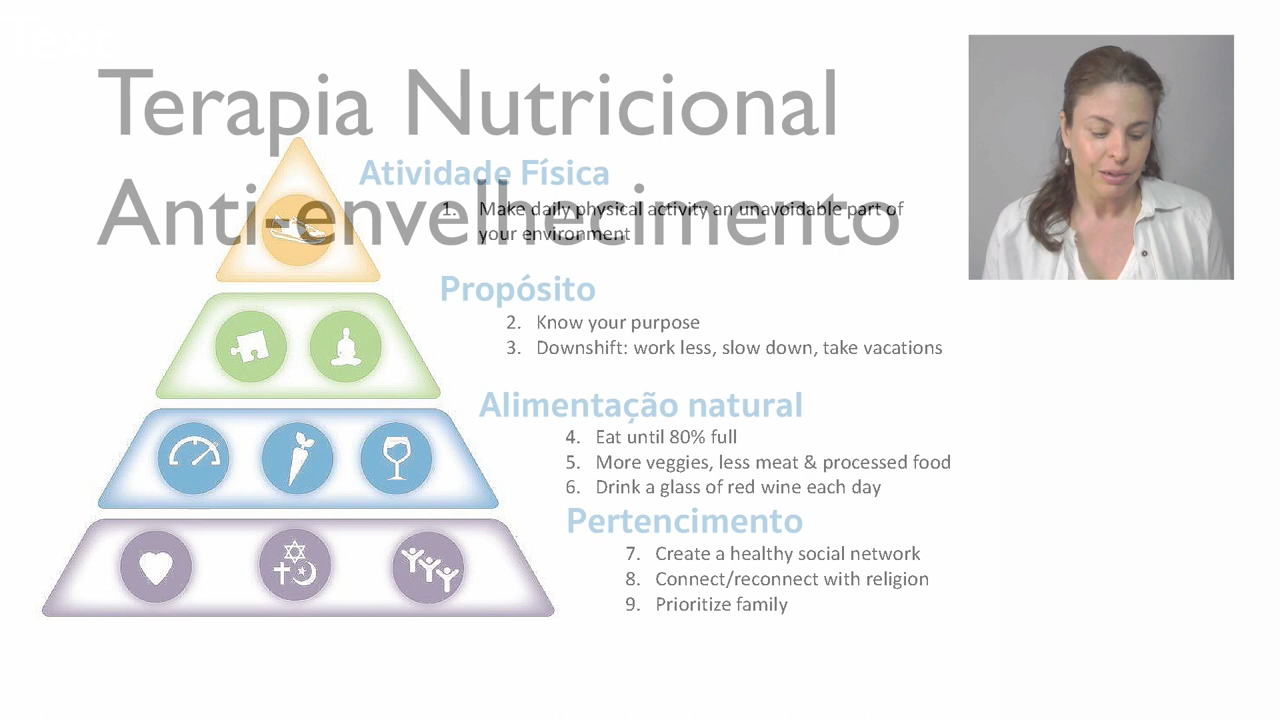 Text
Terapia Nutricional
Anti-envelhecimento
Atividade Física
1. Make daily physical activity an unavoidable part of
your environment
Propósito
2. Know your purpose
3. Downshift: work less, slow down, take vacations
Alimentação natural
4. Eat until 80% full
5. More veggies, less meat & processed food
6. Drink a glass of red wine each day
Pertencimento
7. Create a healthy social network
8. Connect/reconnect with religion
9. Prioritize family